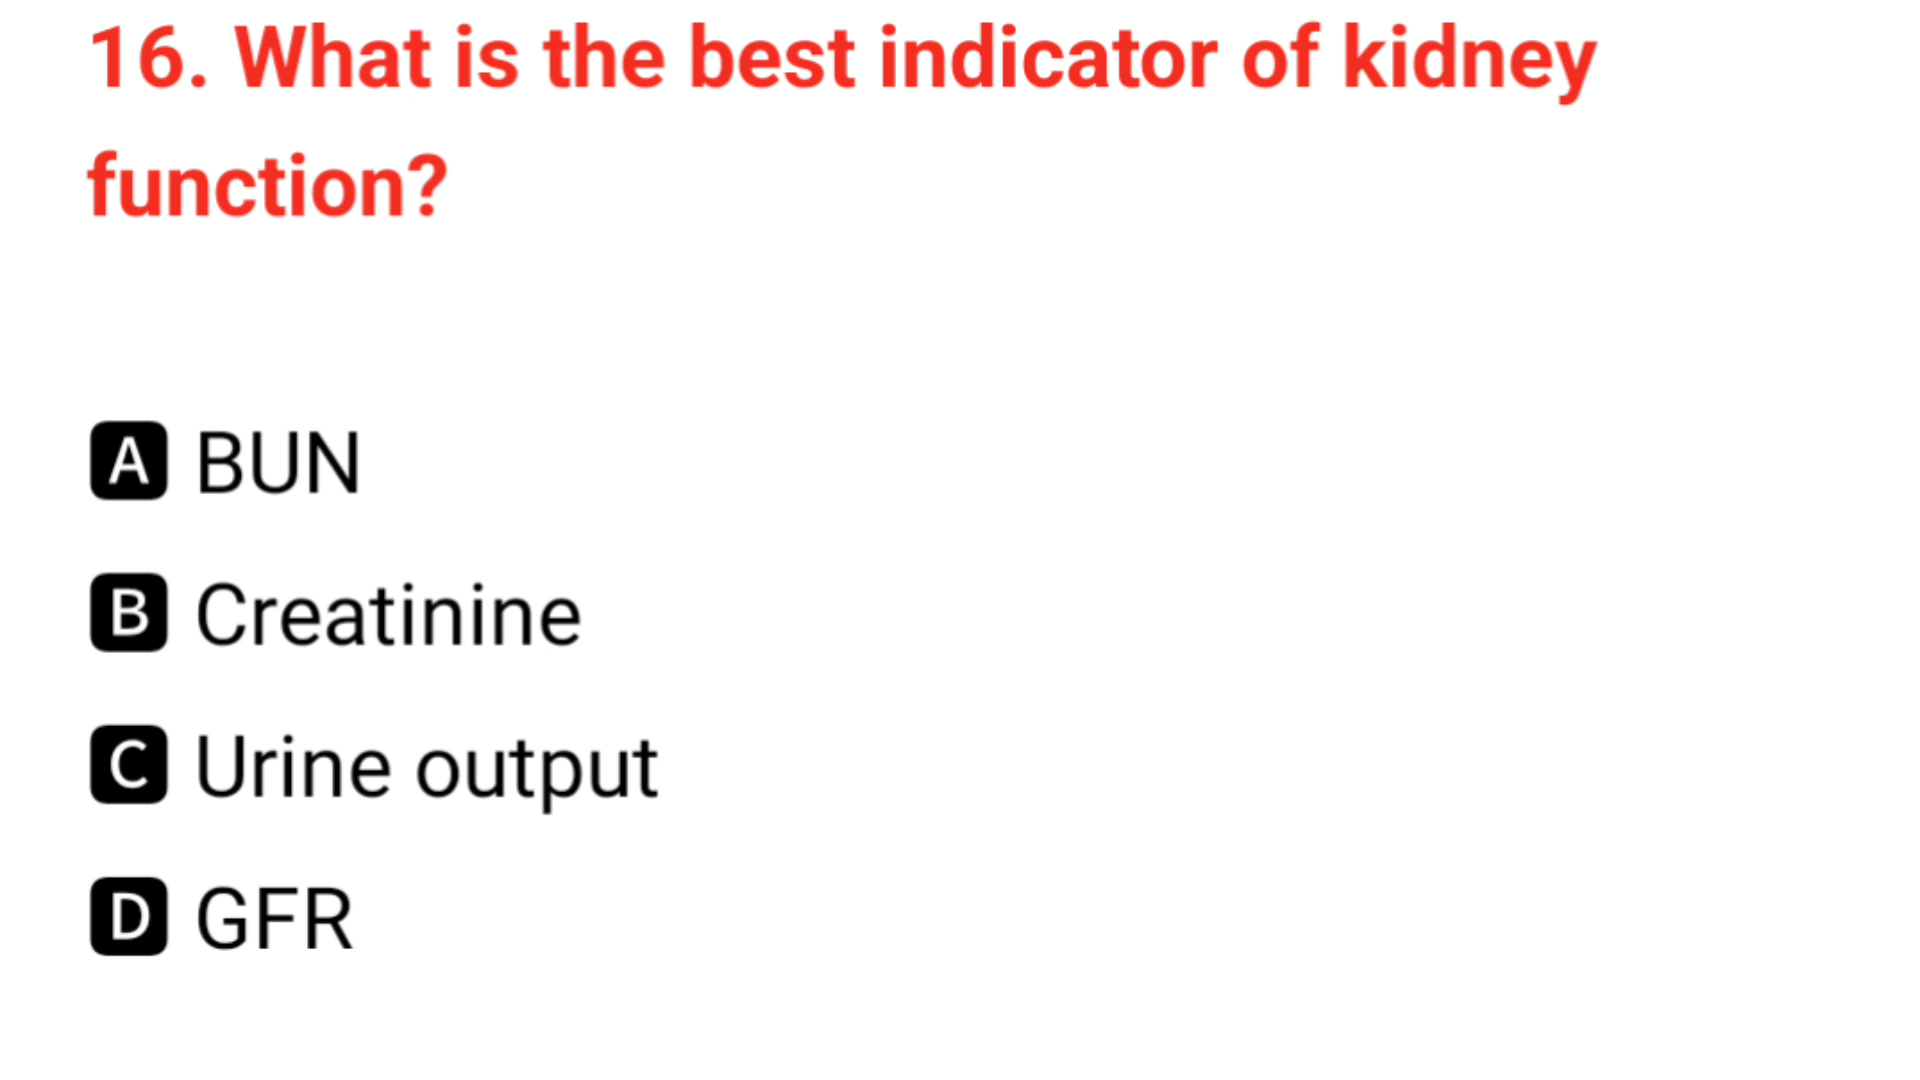 16. What is the best indicator of kidney
function?
A BUN
B Creatinine
C Urine output
D GFR